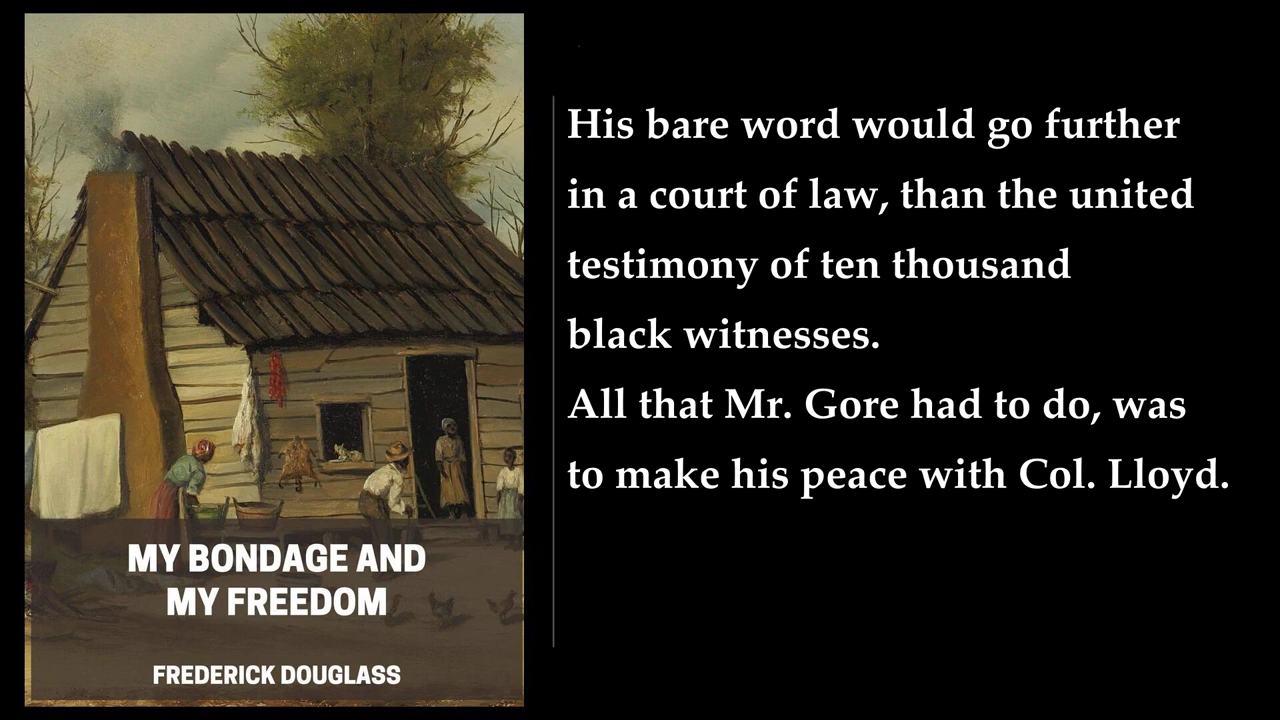 MY BONDAGE AND
MY FREEDOM
FREDERICK DOUGLASS
His bare word would go further
in a court of law, than the united
testimony of ten thousand
black witnesses.
All that Mr. Gore had to do, was
to make his peace with Col. Lloyd.